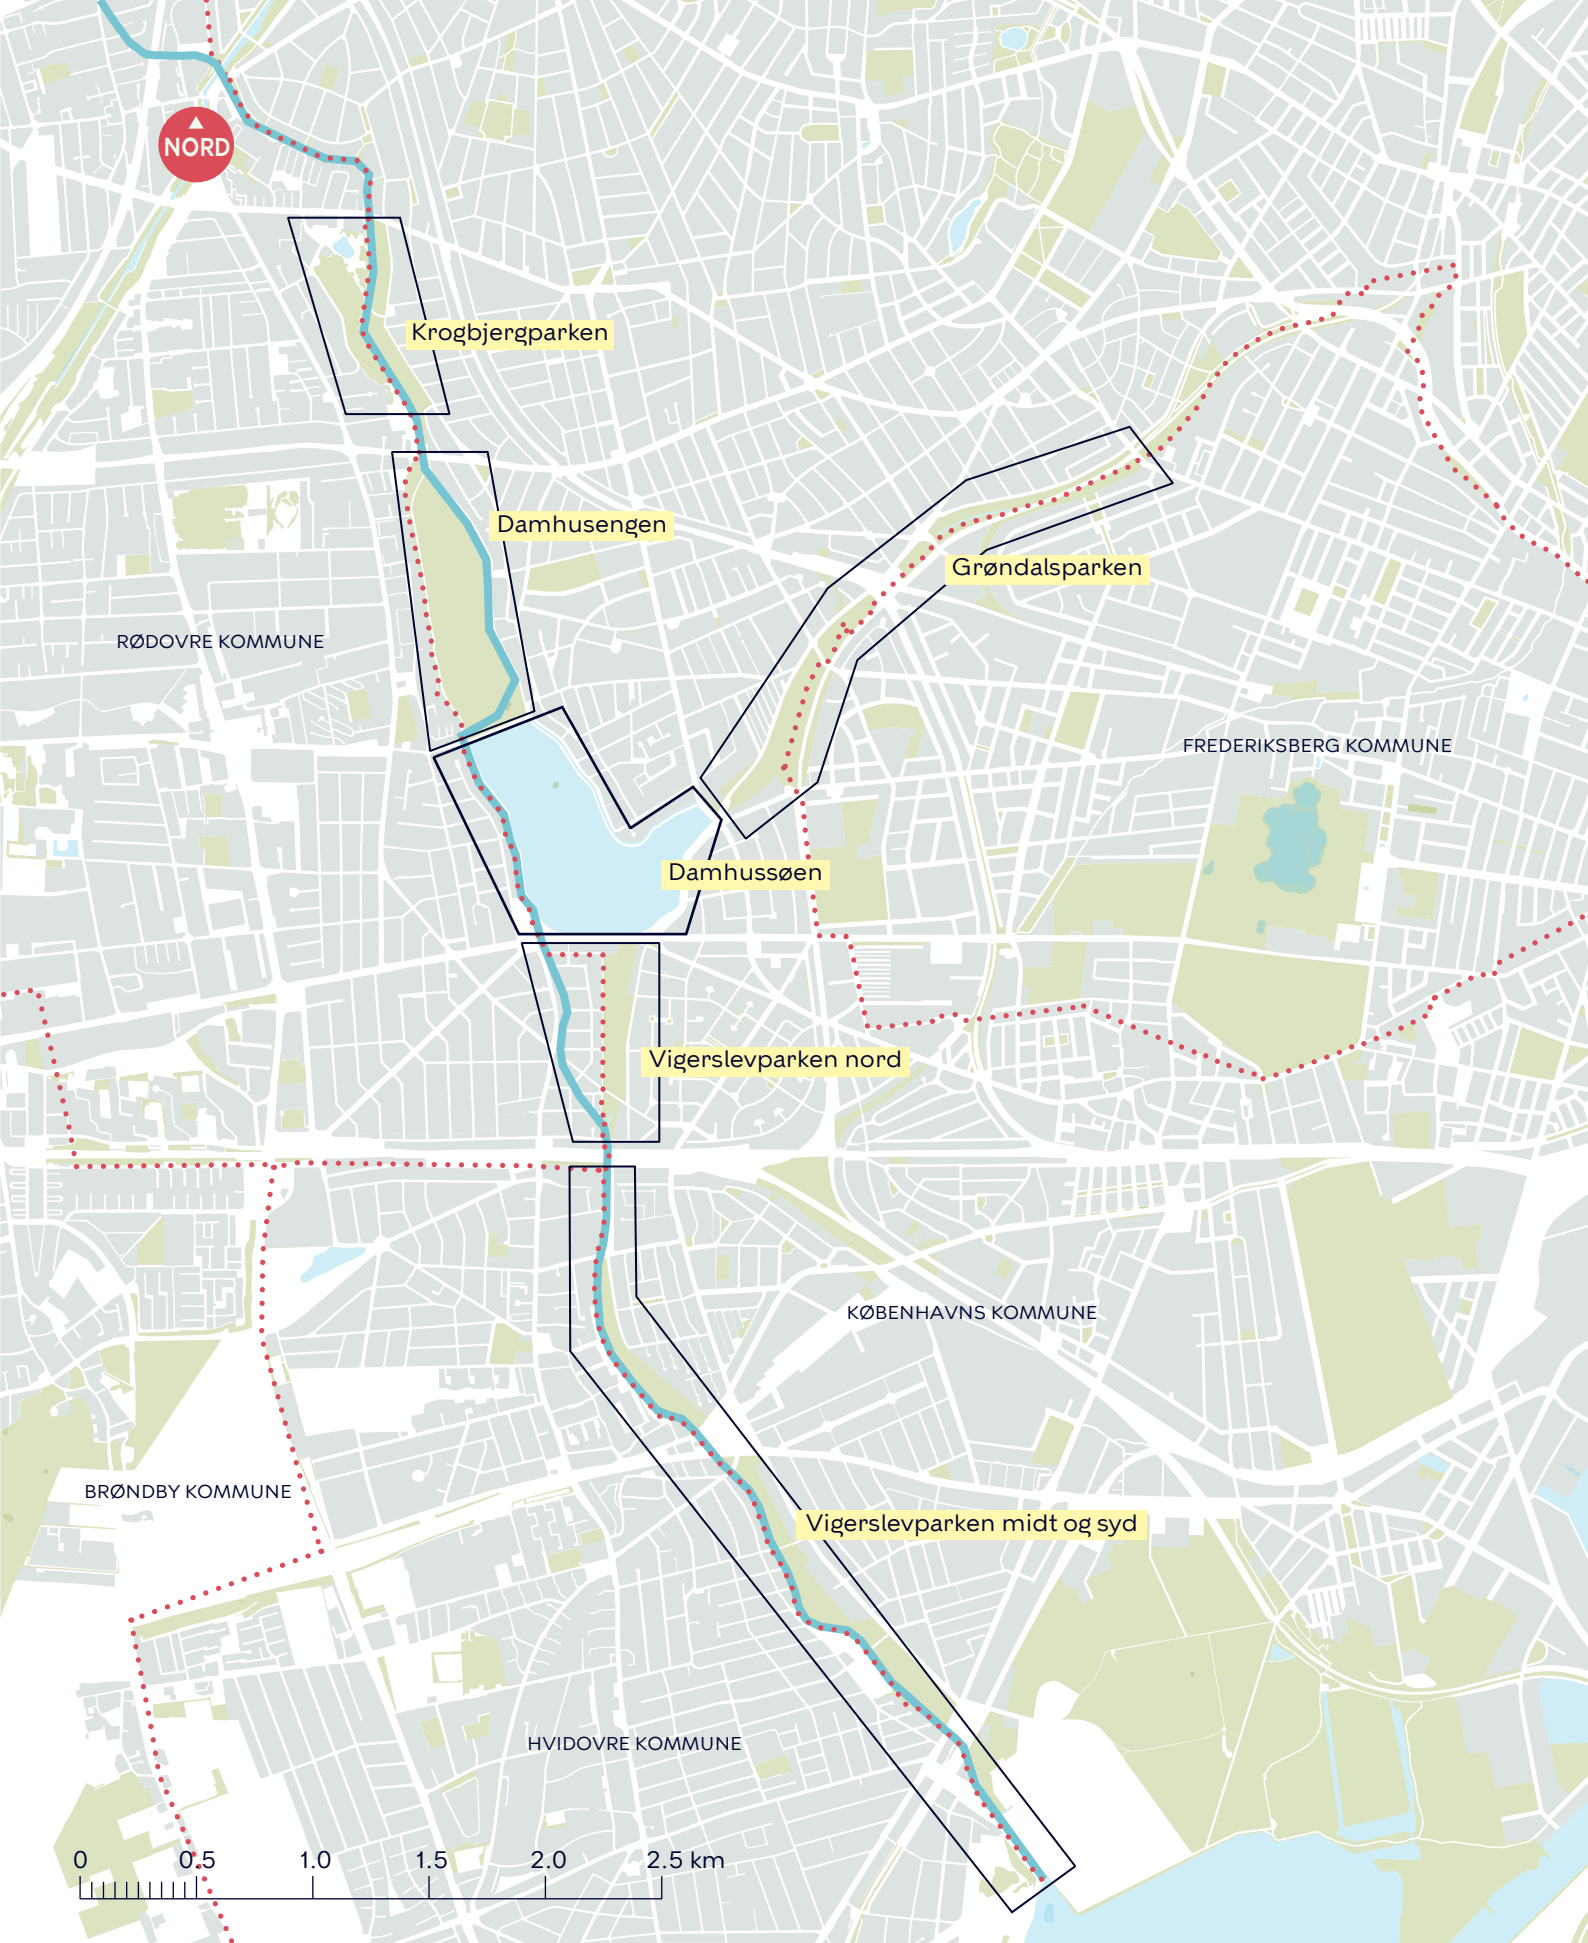 NORD
Krogbjergparken
Damhusengen
Grøndalsparken
RØDOVRE KOMMUNE
FREDERIKSBERG KOMMUNE
Damhussøen
Vigerslevparken nord
KØBENHAVNS KOMMUNE
BRØNDBY KOMMUNE
Vigerslevparken midt og syd
HVIDOVRE KOMMUNE
0 0.5 1.0 1.5 2.0 2.5 km